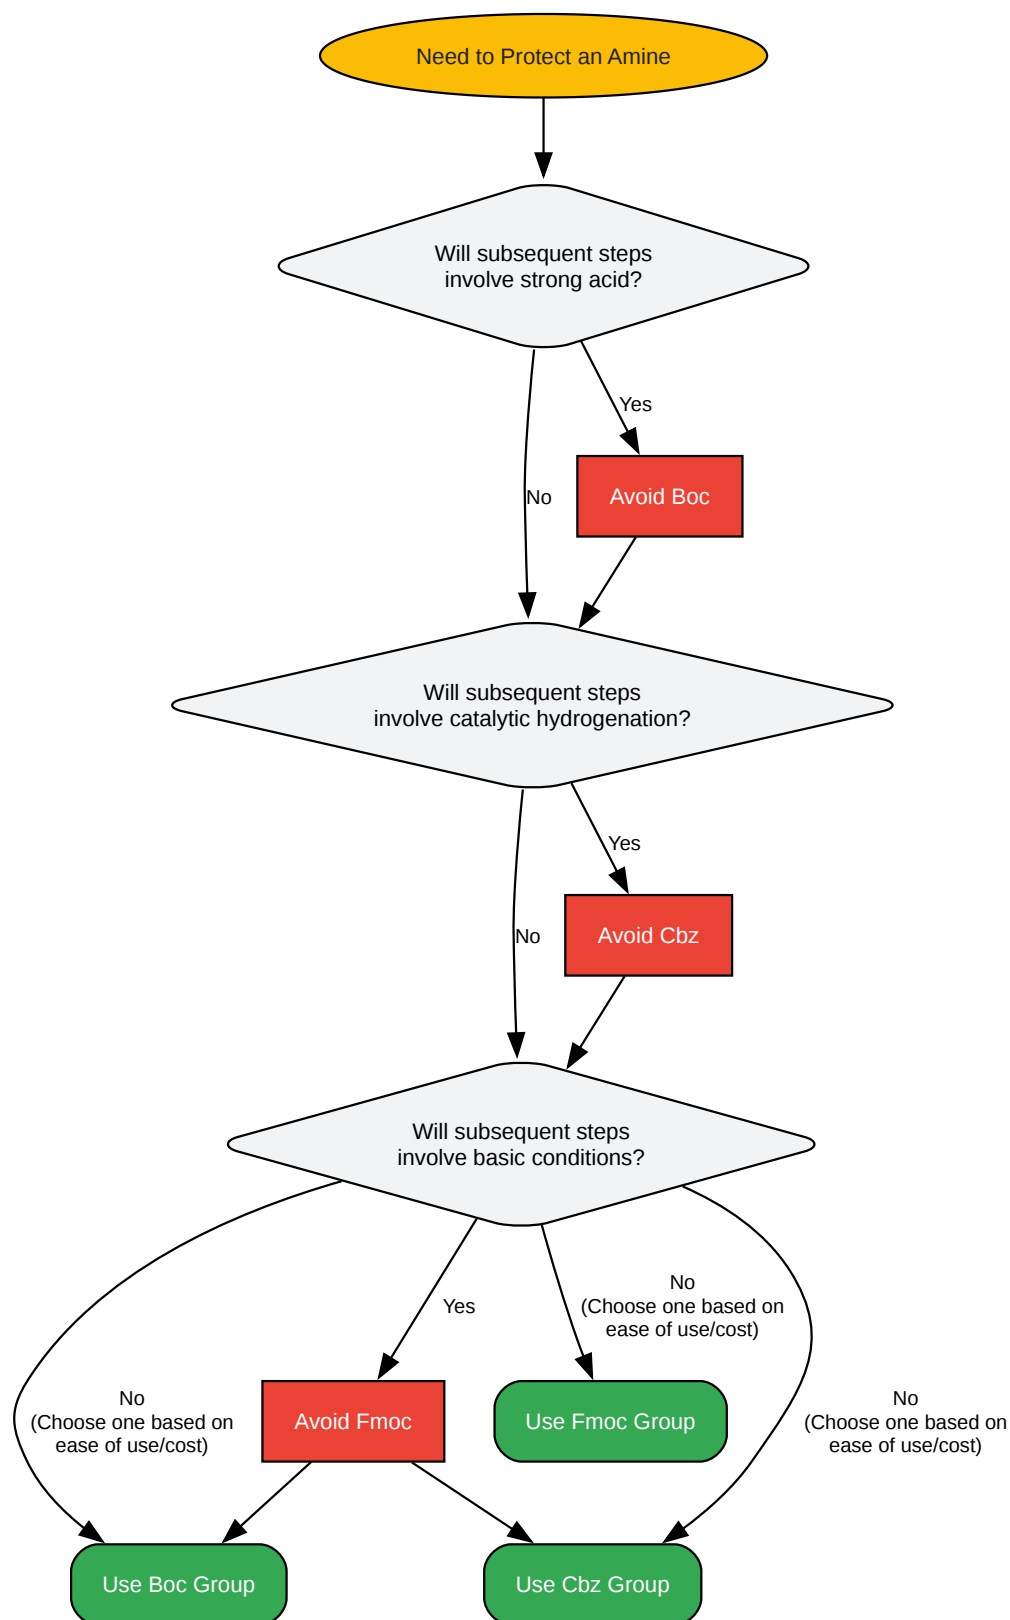 Need to Protect an Amine
Will subsequent steps
involve strong acid?
Yes
No
Avoid Boc
Will subsequent steps
involve catalytic hydrogenation?
Yes
No
Avoid Cbz
Will subsequent steps
involve basic conditions?
Yes
No
(Choose one based on
ease of use/cost)
No
(Choose one based on
ease of use/cost)
Avoid Fmoc
Use Fmoc Group
No
(Choose one based on
ease of use/cost)
Use Boc Group
Use Cbz Group